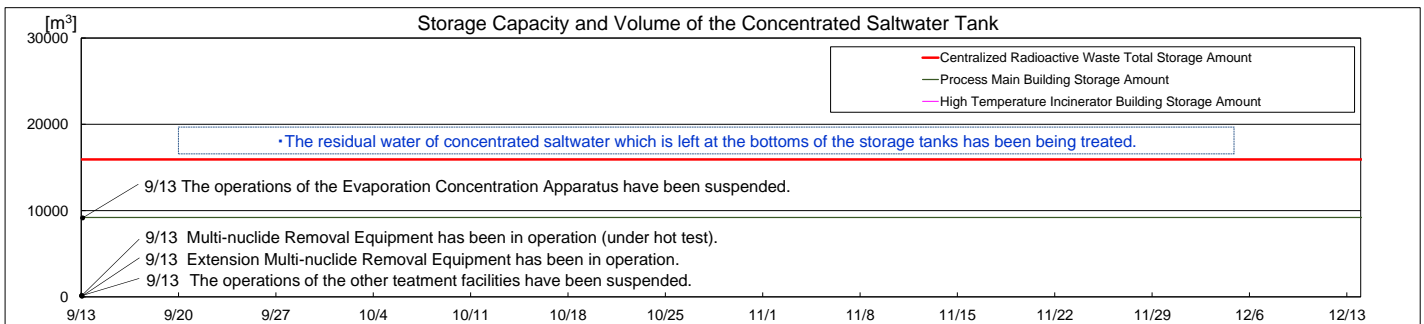 Storage Capacity and Volume of the Concentrated Saltwater Tank
[m3]
30000
Centralized Radioactive Waste Total Storage Amount
Process Main Building Storage Amount
High Temperature Incinerator Building Storage Amount
20000
・The residual water of concentrated saltwater which is left at the bottoms of the storage tanks has been being treated.
9/13 The operations of the Evaporation Concentration Apparatus have been suspended.
10000
9/13 Multi-nuclide Removal Equipment has been in operation (under hot test).
9/13 Extension Multi-nuclide Removal Equipment has been in operation.
9/13 The operations of the other teatment facilities have been suspended.
0
9/13 9/20 9/27 10/4 10/11 10/18 10/25 11/1 11/8 11/15 11/22 11/29 12/6 12/13